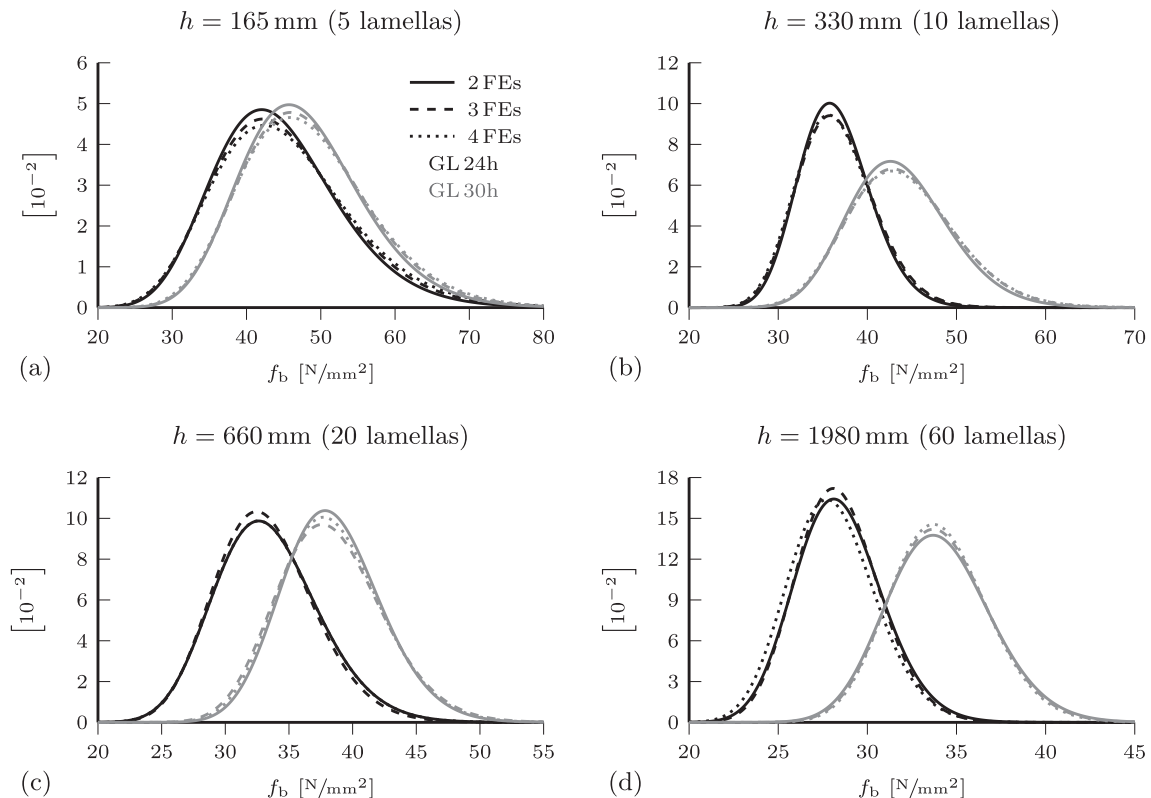 h = 165 mm (5 lamellas)
6
5
4
3
2
1
0
[10⁻²]
2 FEs
3 FEs
4 FEs
GL 24h
GL 30h
20 30 40 50 60 70 80
(a)
f_b [N/mm²]
h = 330 mm (10 lamellas)
12
10
8
6
4
2
0
[10⁻²]
20 30 40 50 60 70
(b)
f_b [N/mm²]
h = 660 mm (20 lamellas)
12
10
8
6
4
2
0
[10⁻²]
20 25 30 35 40 45 50 55
(c)
f_b [N/mm²]
h = 1980 mm (60 lamellas)
18
15
12
9
6
3
0
[10⁻²]
20 25 30 35 40 45
(d)
f_b [N/mm²]